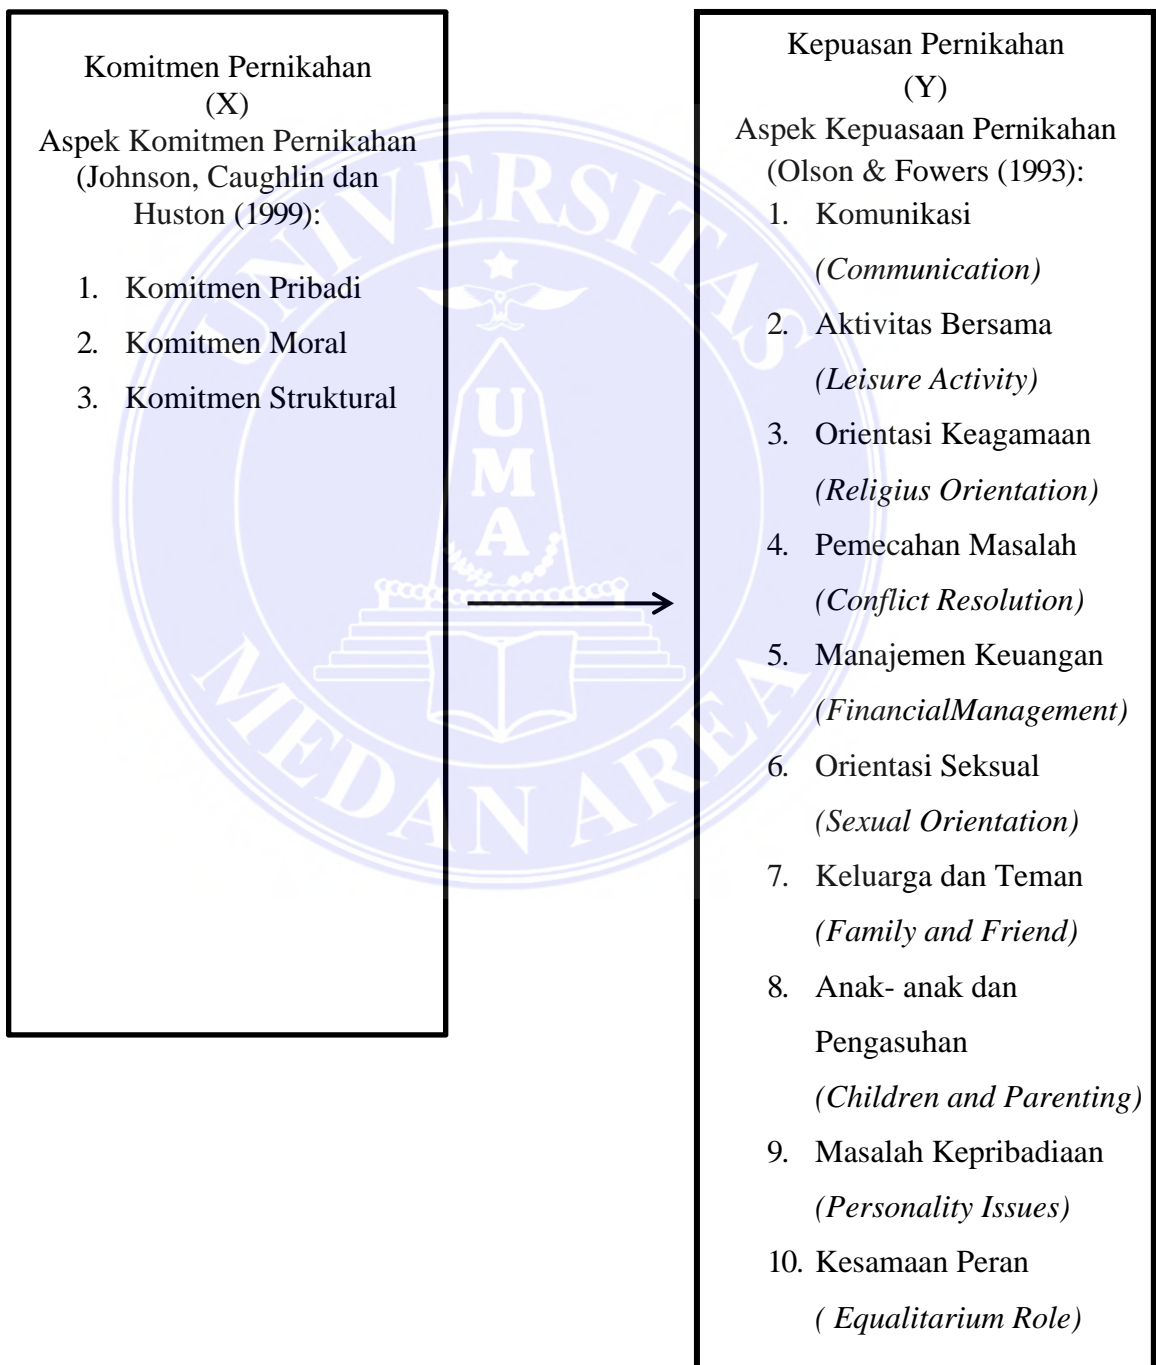 Komitmen Pernikahan
(X)
Aspek Komitmen Pernikahan
(Johnson, Caughlin dan
Huston (1999):
1. Komitmen Pribadi
2. Komitmen Moral
3. Komitmen Struktural
Kepuasan Pernikahan
(Y)
Aspek Kepuasaan Pernikahan
(Olson & Fowers (1993):
1. Komunikasi
(Communication)
2. Aktivitas Bersama
(Leisure Activity)
3. Orientasi Keagamaan
(Religius Orientation)
4. Pemecahan Masalah
(Conflict Resolution)
5. Manajemen Keuangan
(FinancialManagement)
6. Orientasi Seksual
(Sexual Orientation)
7. Keluarga dan Teman
(Family and Friend)
8. Anak- anak dan
Pengasuhan
(Children and Parenting)
9. Masalah Kepribadiaan
(Personality Issues)
10. Kesamaan Peran
( Equalitarium Role)
UNIVERSITAS
UMA
MEDAN AREA